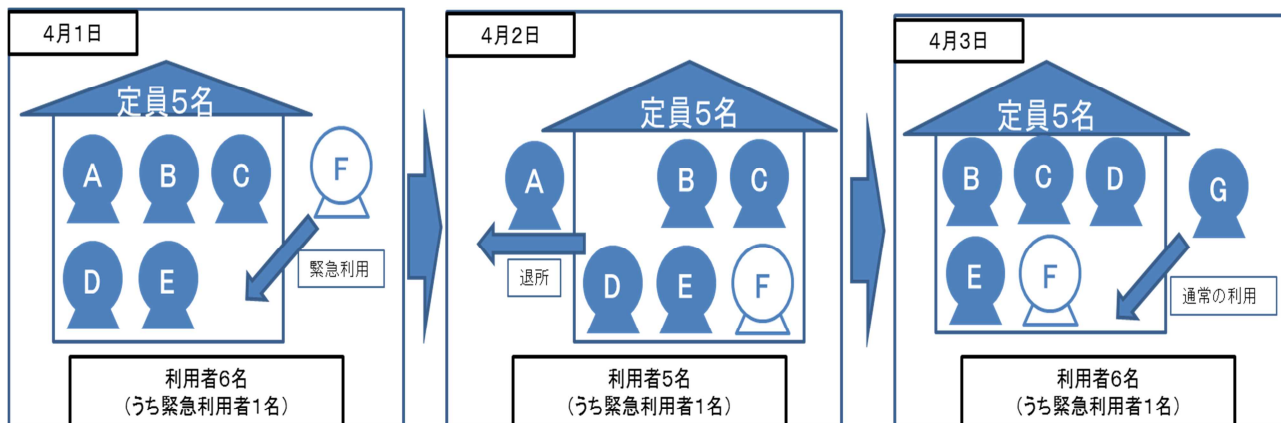 4月1日
定員5名
A
B
C
F
D
E
緊急利用
利用者6名
(うち緊急利用者1名)
4月2日
定員5名
A
B
C
退所
D
E
F
利用者5名
(うち緊急利用者1名)
4月3日
定員5名
B
C
D
G
E
F
通常の利用
利用者6名
(うち緊急利用者1名)